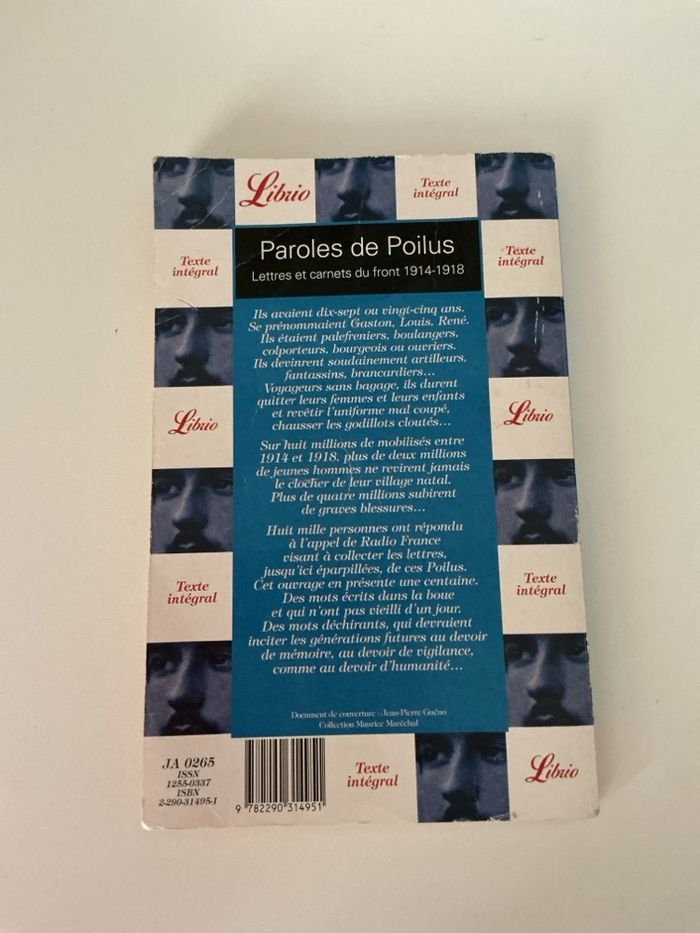 Librio
Texte
intégral
Texte
intégral
Paroles de Poilus
Lettres et carnets du front 1914-1918
Texte
intégral
Ils avaient dix-sept ou vingt-cinq ans.
Se prénommaient Gaston, Louis, René.
Ils étaient palefreniers, boulangers,
colporteurs, bourgeois ou ouvriers.
Ils devinrent soudainement artilleurs,
fantassins, brancardiers...
Voyageurs sans bagage, ils durent
quitter leurs femmes et leurs enfants
et revêtir l'uniforme mal coupé,
chausser les godillots cloutés...
Librio
Librio
Sur huit millions de mobilisés entre
1914 et 1918, plus de deux millions
de jeunes hommes ne revirent jamais
le clocher de leur village natal.
Plus de quatre millions subirent
de graves blessures...
Huit mille personnes ont répondu
à l'appel de Radio France
visant à collecter les lettres,
jusqu'ici éparpillées, de ces Poilus.
Cet ouvrage en présente une centaine.
Des mots écrits dans la boue
et qui n'ont pas vieilli d'un jour.
Des mots déchirants, qui devraient
inciter les générations futures au devoir
de mémoire, au devoir de vigilance,
comme au devoir d'humanité...
Texte
intégral
Texte
intégral
Document de couverture : Jean-Pierre Guéno
Collection Maurice Maréchal
JA 0265
ISSN
1255-0337
ISBN
2-290-31495-1
9 782290 314951
Texte
intégral
Librio